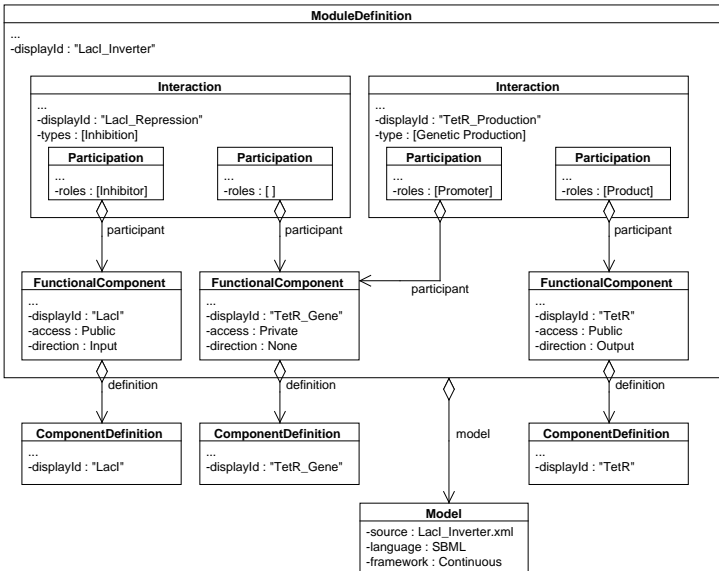 ModuleDefinition
...
-displayId : "LacI_Inverter"
Interaction
...
-displayId : "LacI_Repression"
-types : [Inhibition]
Participation
...
-roles : [Inhibitor]
Participation
...
-roles : [ ]
Interaction
...
-displayId : "TetR_Production"
-type : [Genetic Production]
Participation
...
-roles : [Promoter]
Participation
...
-roles : [Product]
participant
participant
participant
participant
FunctionalComponent
...
-displayId : "LacI"
-access : Public
-direction : Input
FunctionalComponent
...
-displayId : "TetR_Gene"
-access : Private
-direction : None
FunctionalComponent
...
-displayId : "TetR"
-access : Public
-direction : Output
definition
definition
definition
ComponentDefinition
...
-displayId : "LacI"
ComponentDefinition
...
-displayId : "TetR_Gene"
model
ComponentDefinition
...
-displayId : "TetR"
Model
-source : LacI_Inverter.xml
-language : SBML
-framework : Continuous